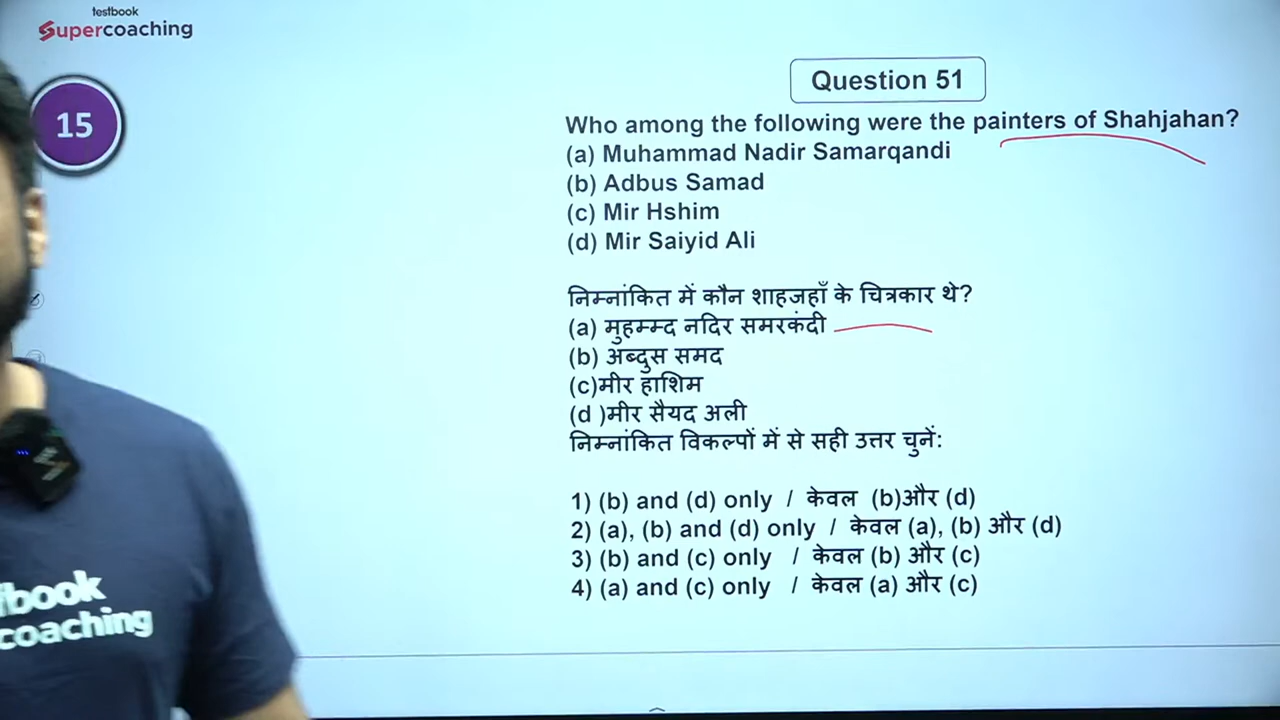 testbook
Supercoaching
15
Question 51
Who among the following were the painters of Shahjahan?
(a) Muhammad Nadir Samarqandi
(b) Adbus Samad
(c) Mir Hshim
(d) Mir Saiyid Ali
निम्नांकित में कौन शाहजहाँ के चित्रकार थे?
(a) मुहम्म्द नदिर समरकंदी
(b) अब्दुस समद
(c)मीर हाशिम
(d )मीर सैयद अली
निम्नांकित विकल्पों में से सही उत्तर चुनें:
1) (b) and (d) only / केवल (b)और (d)
2) (a), (b) and (d) only / केवल (a), (b) और (d)
3) (b) and (c) only / केवल (b) और (c)
4) (a) and (c) only / केवल (a) और (c)
book
coaching